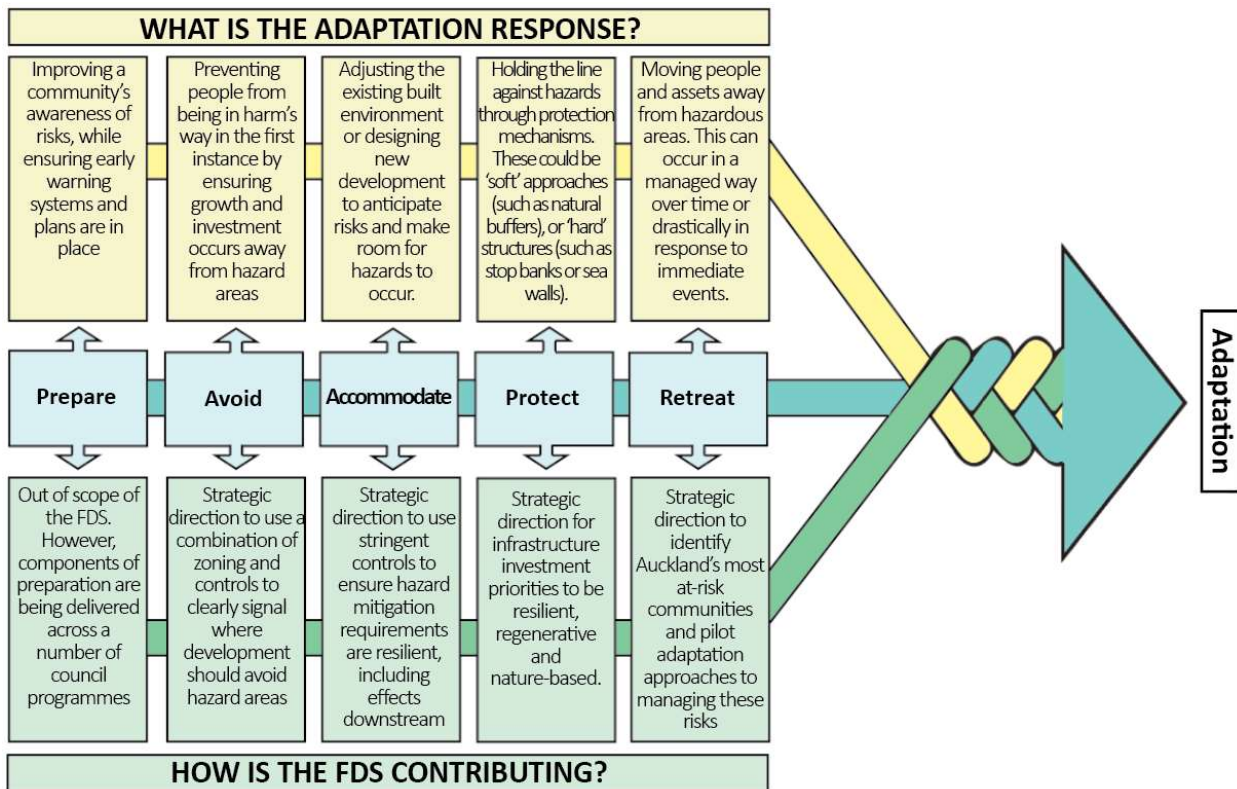 WHAT IS THE ADAPTATION RESPONSE?
Improving a
community's
awareness of
risks, while
ensuring early
warning
systems and
plans are in
place
Preventing
people from
being in harm's
way in the first
instance by
ensuring
growth and
investment
occurs away
from hazard
areas
Adjusting the
existing built
environment
or designing
new
development
to anticipate
risks and make
room for
hazards to
occur.
Holding the line
against hazards
through protection
mechanisms.
These could be
'soft' approaches
(such as natural
buffers), or 'hard'
structures (such as
stop banks or sea
walls).
Moving people
and assets away
from hazardous
areas. This can
occur in a
managed way
over time or
drastically in
response to
immediate
events.
Prepare
Avoid
Accommodate
Protect
Retreat
Adaptation
Out of scope of
the FDS.
However,
components of
preparation are
being delivered
across a
number of
council
programmes
Strategic
direction to use a
combination of
zoning and
controls to
clearly signal
where
development
should avoid
hazard areas
Strategic
direction to use
stringent
controls to
ensure hazard
mitigation
requirements
are resilient,
including
effects
downstream
Strategic
direction for
infrastructure
investment
priorities to be
resilient,
regenerative
and
nature-based.
Strategic
direction to
identify
Auckland's most
at-risk
communities
and pilot
adaptation
approaches to
managing these
risks
HOW IS THE FDS CONTRIBUTING?